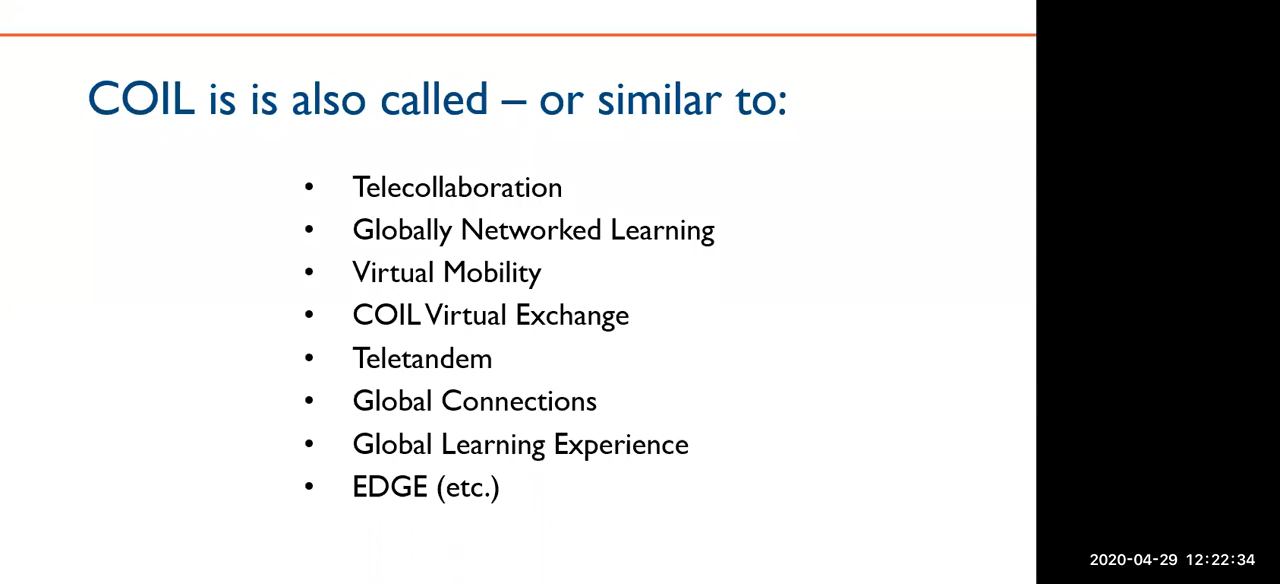 COIL is is also called – or similar to:
• Telecollaboration
• Globally Networked Learning
• Virtual Mobility
• COIL Virtual Exchange
• Teletandem
• Global Connections
• Global Learning Experience
• EDGE (etc.)
2020-04-29 12:22:34